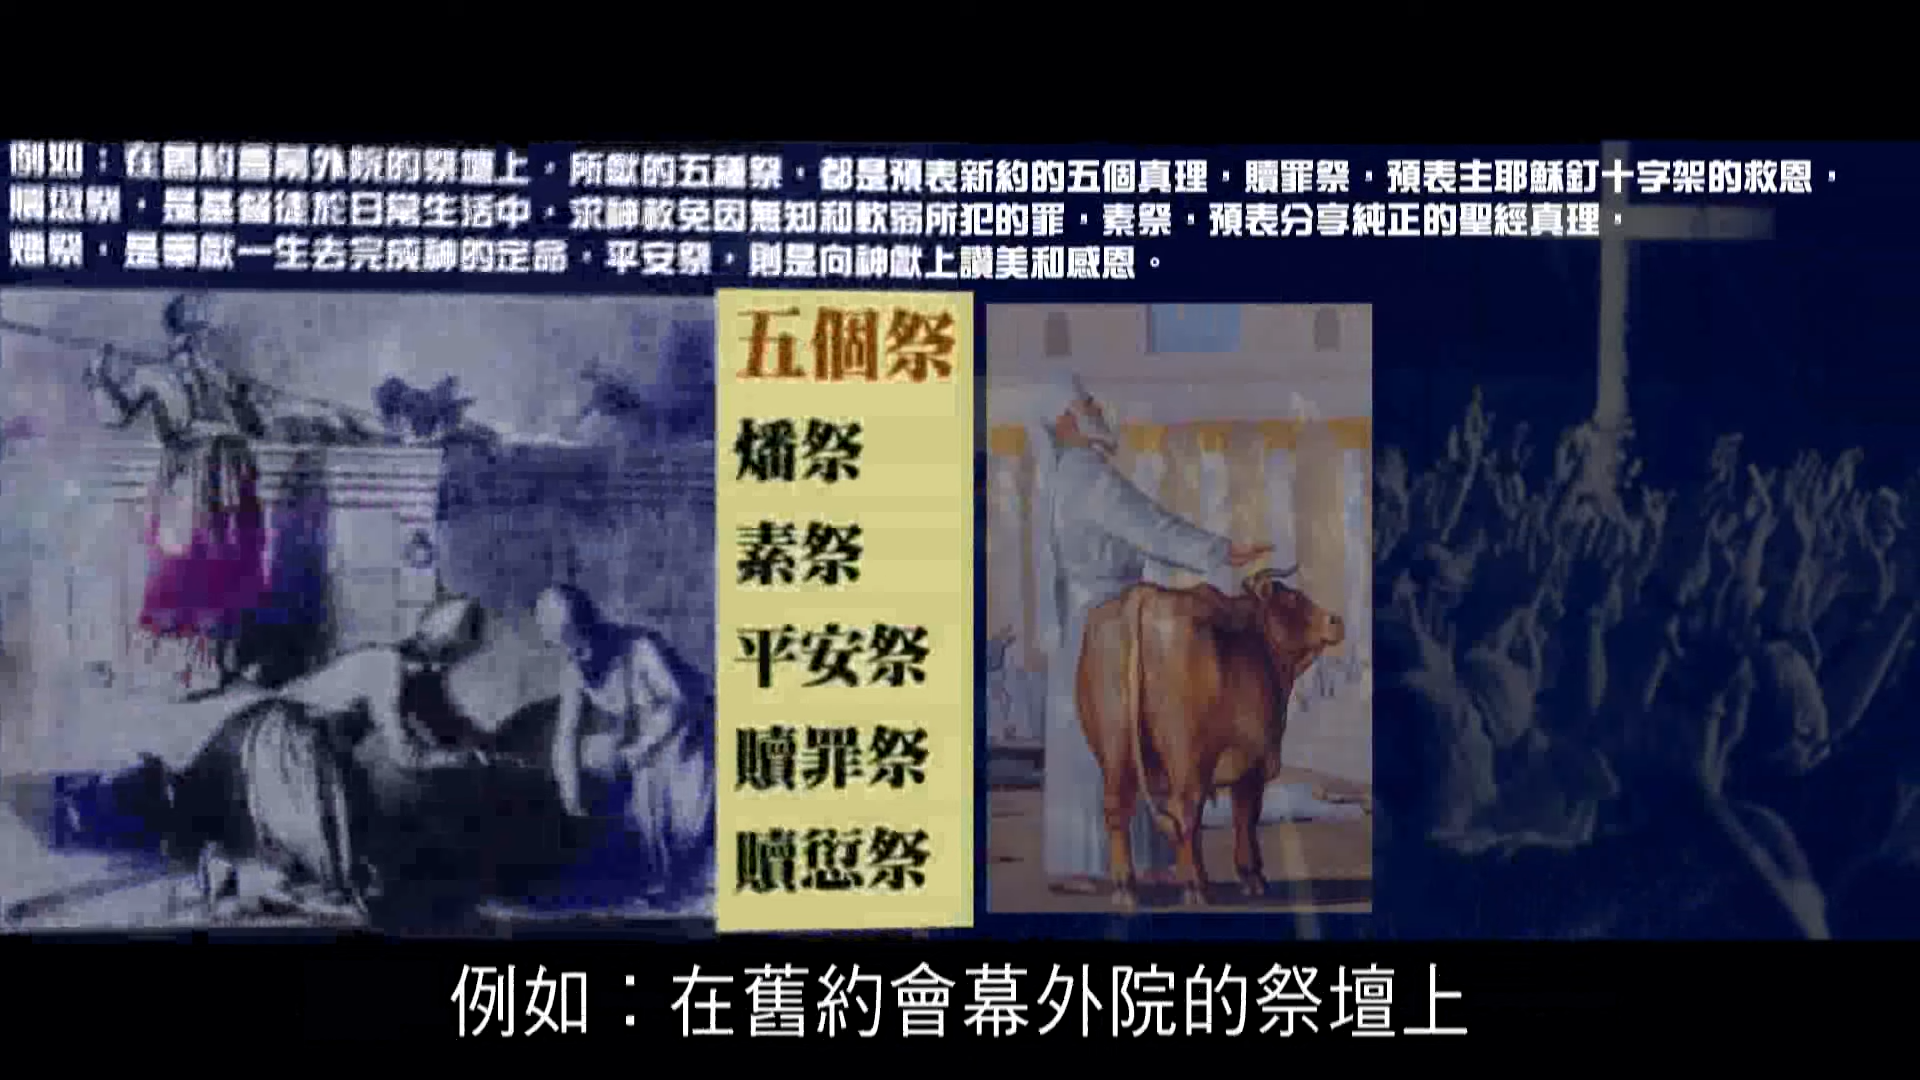 例如：在舊約會幕外院的祭壇上，所獻的五種祭，都是預表新約的五個真理，贖罪祭，預表主耶穌釘十字架的救恩，
贖愆祭，是基督徒於日常生活中，求神赦免因無知和軟弱所犯的罪，素祭，預表分享純正的聖經真理，
燔祭，是奉獻一生去完成神的定命，平安祭，則是向神獻上讚美和感恩。
五個祭
燔祭
素祭
平安祭
贖罪祭
贖愆祭
例如：在舊約會幕外院的祭壇上